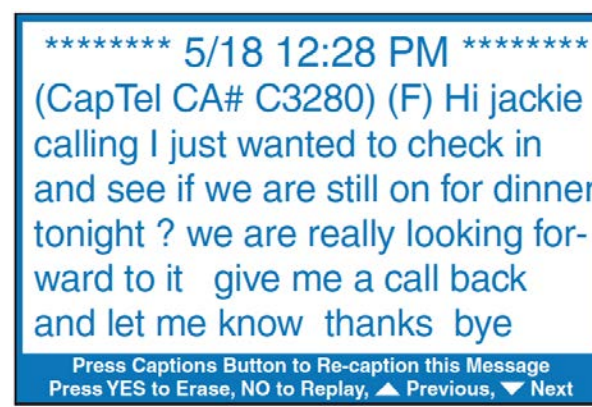 ******** 5/18 12:28 PM ********
(CapTel CA# C3280) (F) Hi jackie
calling I just wanted to check in
and see if we are still on for dinner
tonight ? we are really looking for-
ward to it   give me a call back
and let me know  thanks  bye
Press Captions Button to Re-caption this Message
Press YES to Erase, NO to Replay, ▲ Previous, ▼ Next